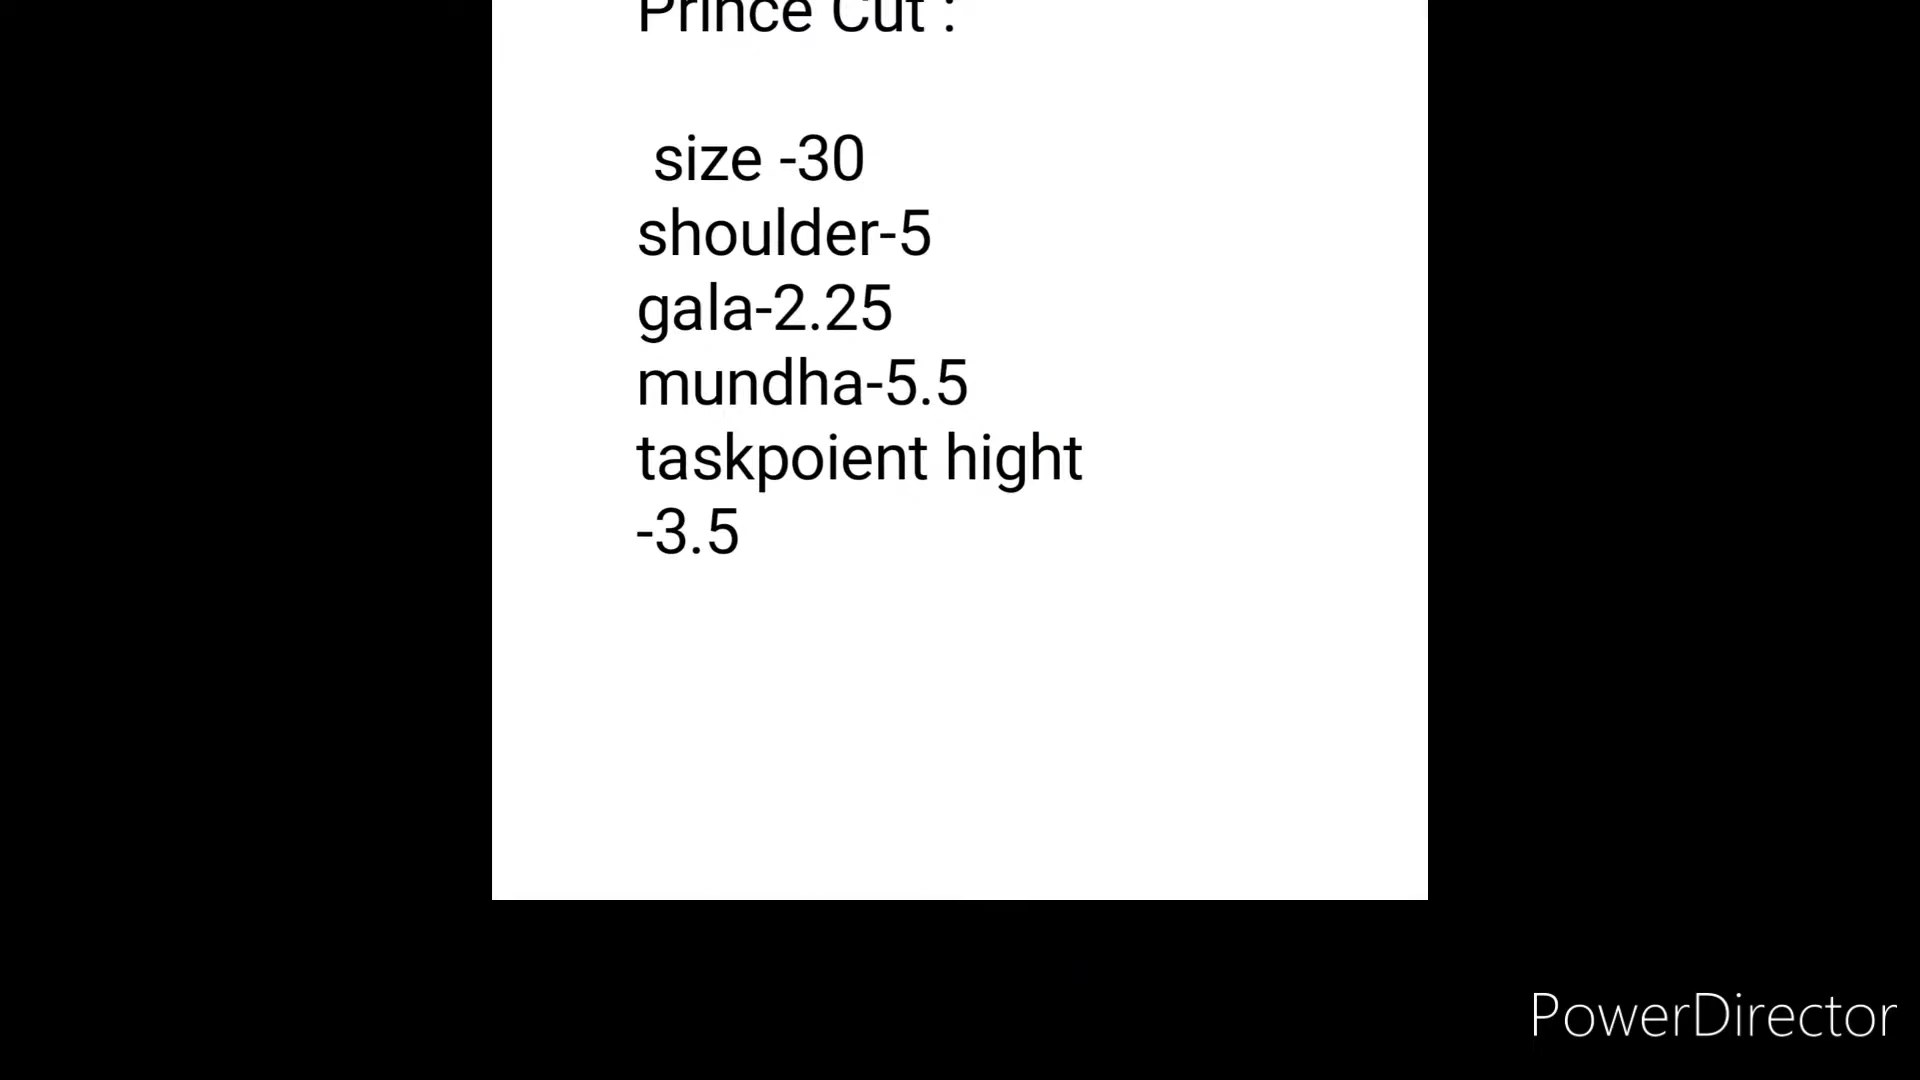 Prince Cut :
size -30
shoulder-5
gala-2.25
mundha-5.5
taskpoient hight
-3.5
PowerDirector